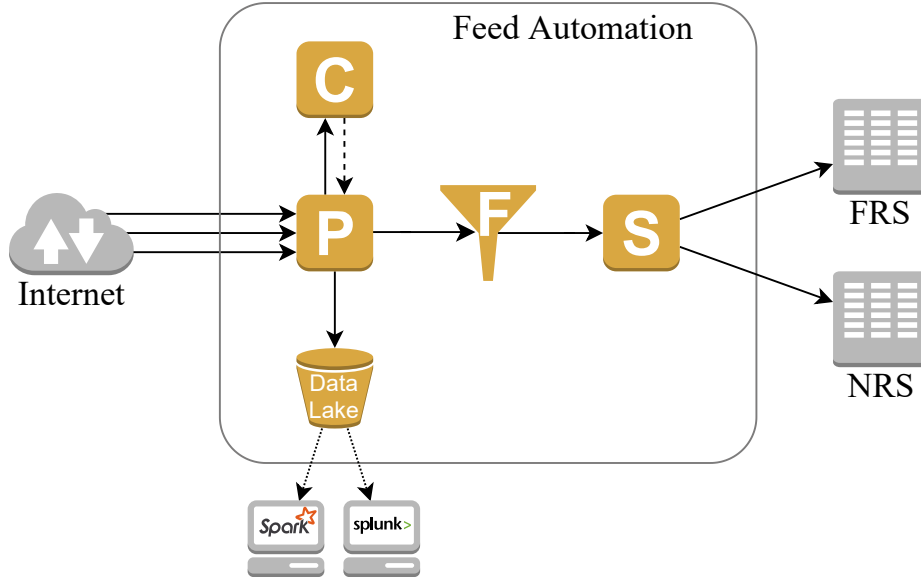 Feed Automation
C
P
F
S
Internet
FRS
NRS
Data
Lake
Spark
splunk>